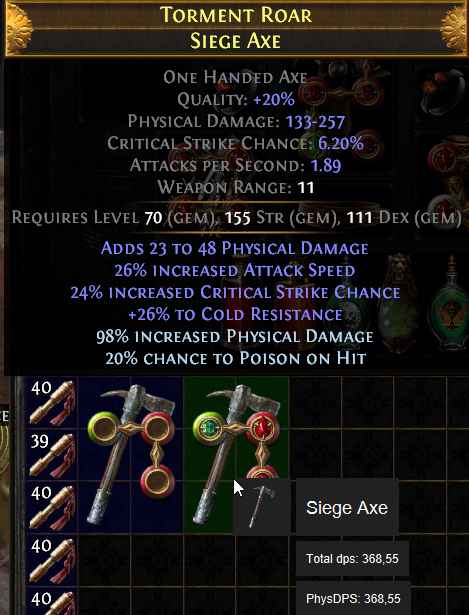 Torment Roar
Siege Axe
One Handed Axe
Quality: +20%
Physical Damage: 133-257
Critical Strike Chance: 6.20%
Attacks per Second: 1.89
Weapon Range: 11
Requires Level 70 (gem), 155 Str (gem), 111 Dex (gem)
Adds 23 to 48 Physical Damage
26% increased Attack Speed
24% increased Critical Strike Chance
+26% to Cold Resistance
98% increased Physical Damage
20% chance to Poison on Hit
40
39
40
40
40
Siege Axe
Total dps: 368,55
PhysDPS: 368,55